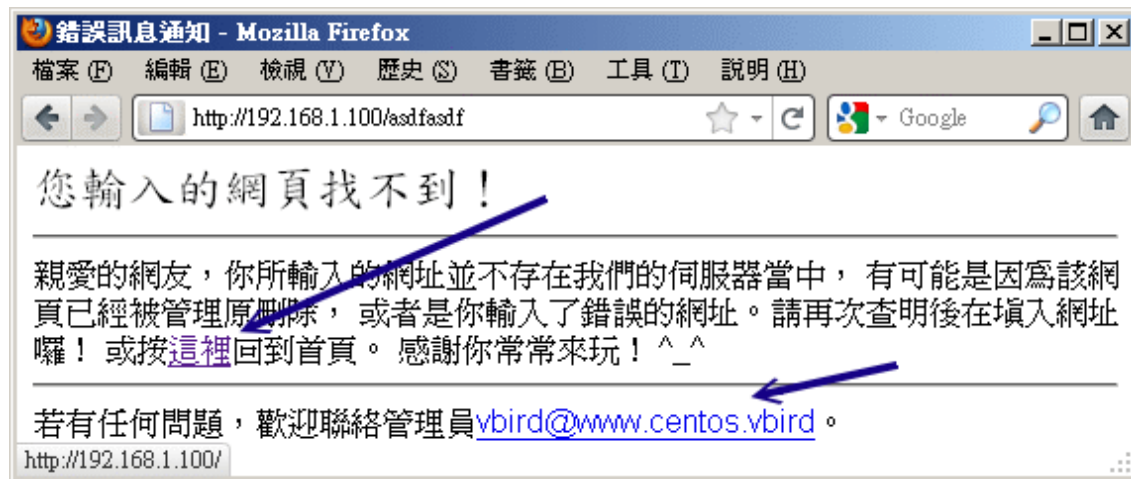 錯誤訊息通知 - Mozilla Firefox
檔案 (F) 編輯 (E) 檢視 (V) 歷史 (S) 書籤 (B) 工具 (T) 說明 (H)
http://192.168.1.100/asdfasdf Google
您輸入的網頁找不到！
親愛的網友，你所輸入的網址並不存在我們的伺服器當中， 有可能是因為該網
頁已經被管理原刪除， 或者是你輸入了錯誤的網址。請再次查明後在填入網址
囉！ 或按這裡回到首頁。 感謝你常常來玩！ ^_^
若有任何問題，歡迎聯絡管理員vbird@www.centos.vbird。
http://192.168.1.100/